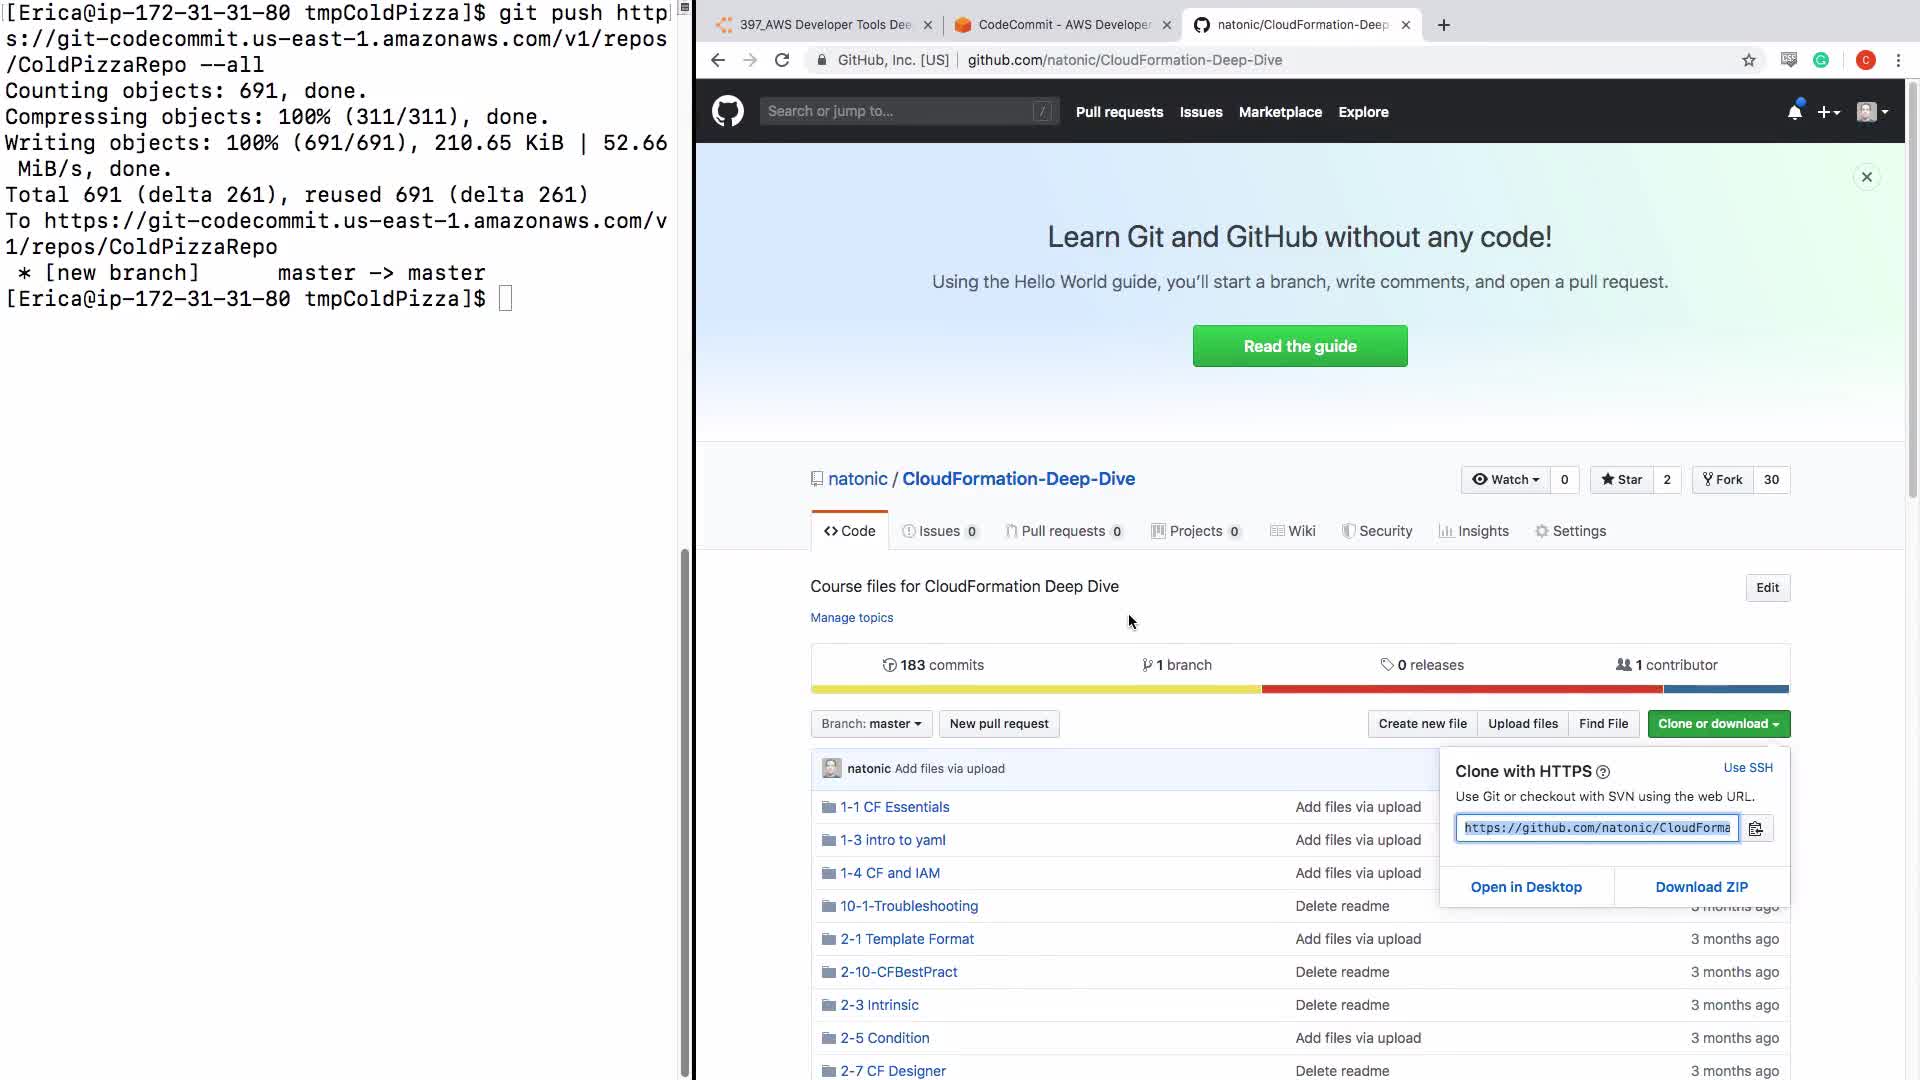 [Erica@ip-172-31-31-80 tmpColdPizza]$ git push http
s://git-codecommit.us-east-1.amazonaws.com/v1/repos
/ColdPizzaRepo --all
Counting objects: 691, done.
Compressing objects: 100% (311/311), done.
Writing objects: 100% (691/691), 210.65 KiB | 52.66
MiB/s, done.
Total 691 (delta 261), reused 691 (delta 261)
To https://git-codecommit.us-east-1.amazonaws.com/v
1/repos/ColdPizzaRepo
* [new branch] master -> master
[Erica@ip-172-31-31-80 tmpColdPizza]$
397_AWS Developer Tools Dee
CodeCommit - AWS Developer
natonic/CloudFormation-Deep-
GitHub, Inc. [US] github.com/natonic/CloudFormation-Deep-Dive
C
Search or jump to... /
Pull requests Issues Marketplace Explore
Learn Git and GitHub without any code!
Using the Hello World guide, you’ll start a branch, write comments, and open a pull request.
Read the guide
natonic / CloudFormation-Deep-Dive
Watch 0 Star 2 Fork 30
Code Issues 0 Pull requests 0 Projects 0 Wiki Security Insights Settings
Course files for CloudFormation Deep Dive
Edit
Manage topics
183 commits 1 branch 0 releases 1 contributor
Branch: master New pull request Create new file Upload files Find File Clone or download
natonic Add files via upload
Clone with HTTPS Use SSH
Use Git or checkout with SVN using the web URL.
https://github.com/natonic/CloudForma
Open in Desktop Download ZIP
1-1 CF Essentials Add files via upload
1-3 intro to yaml Add files via upload
1-4 CF and IAM Add files via upload
10-1-Troubleshooting Delete readme 3 months ago
2-1 Template Format Add files via upload 3 months ago
2-10-CFBestPract Delete readme 3 months ago
2-3 Intrinsic Delete readme 3 months ago
2-5 Condition Add files via upload 3 months ago
2-7 CF Designer Delete readme 3 months ago